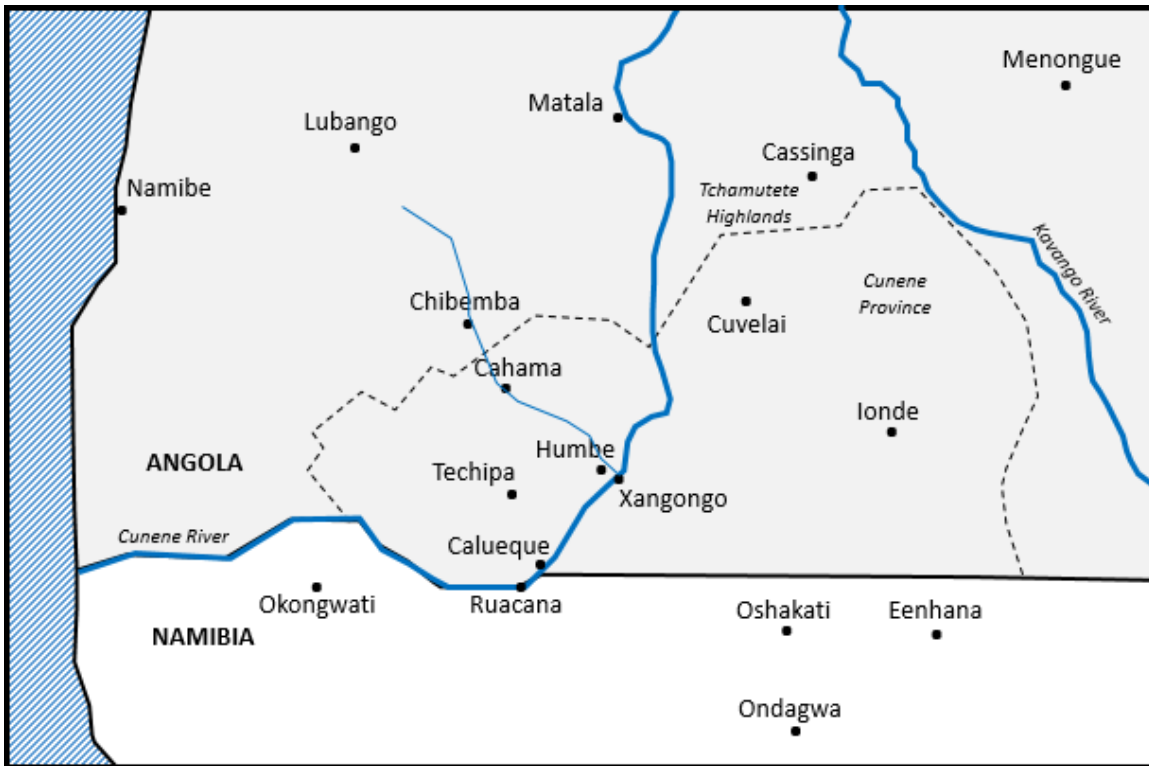 Menongue
Matala
Lubango
Cassinga
Namibe
Tchamutete
Highlands
Kavango River
Cunene
Province
Chibemba
Cuvelai
Cahama
Ionde
Humbe
ANGOLA
Techipa
Xangongo
Cunene River
Calueque
Okongwati
Ruacana
Oshakati
Eenhana
NAMIBIA
Ondagwa